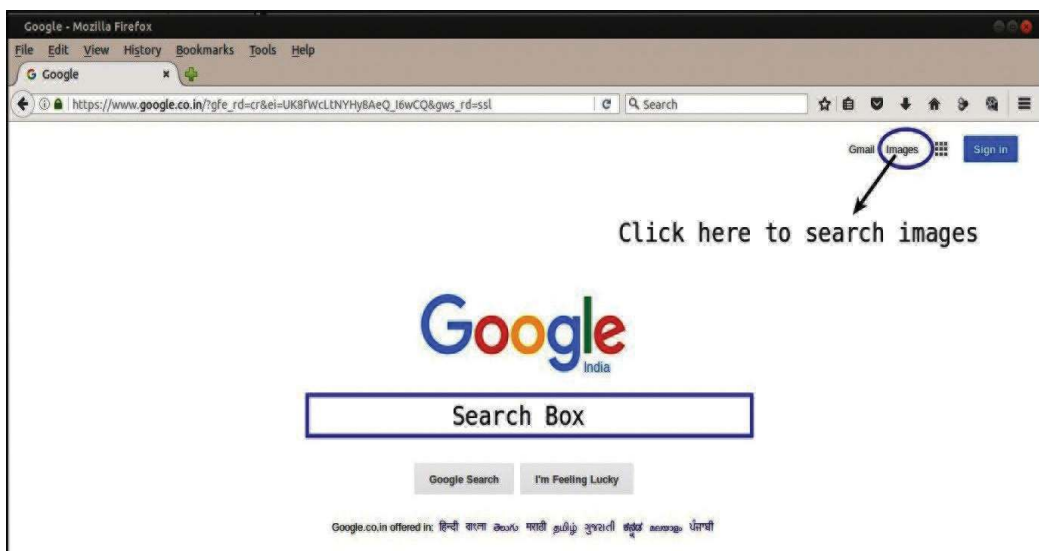 Google - Mozilla Firefox
File Edit View History Bookmarks Tools Help
G Google
https://www.google.co.in/?gfe_rd=cr&ei=UK8fWcLtNYHy8AeQ_I6wCQ&gws_rd=ssl Search
Gmail Images Sign in
Click here to search images
Google
India
Search Box
Google Search I'm Feeling Lucky
Google.co.in offered in: हिन्दी বাংলা తెలుగు मराठी தமிழ் ગુજરાતી ಕನ್ನಡ മലയാളം ਪੰਜਾਬੀ